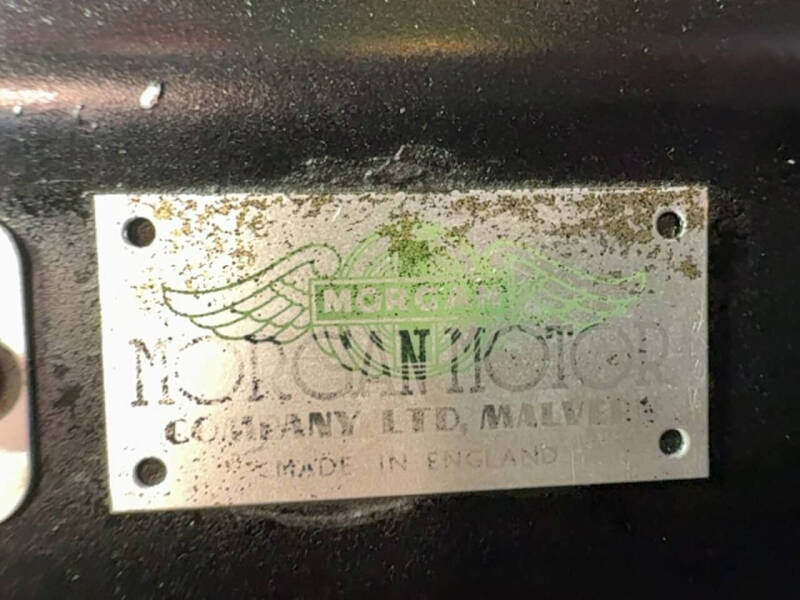 MORGAN
MORGAN MOTOR
COMPANY LTD, MALVERN
MADE IN ENGLAND